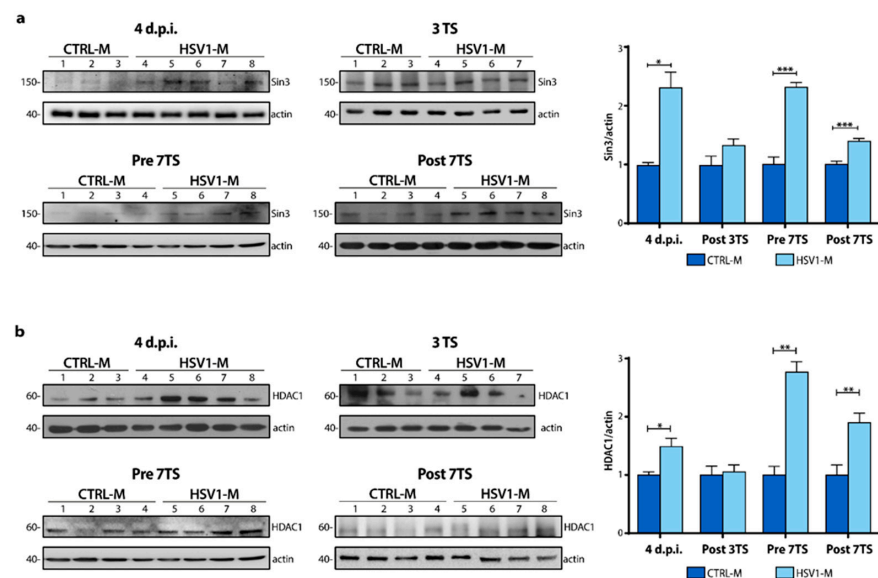 a
4 d.p.i.
CTRL-M HSV1-M
1 2 3 4 5 6 7 8
150- Sin3
40- actin
3 TS
CTRL-M HSV1-M
1 2 3 4 5 6 7
150- Sin3
40- actin
Pre 7TS
CTRL-M HSV1-M
1 2 3 4 5 6 7 8
150- Sin3
40- actin
Post 7TS
CTRL-M HSV1-M
1 2 3 4 5 6 7 8
150- Sin3
40- actin
Sin3/actin
3
2
1
0
* *** ***
4 d.p.i. Post 3TS Pre 7TS Post 7TS
CTRL-M HSV1-M
b
4 d.p.i.
CTRL-M HSV1-M
1 2 3 4 5 6 7 8
60- HDAC1
40- actin
3 TS
CTRL-M HSV1-M
1 2 3 4 5 6 7
60- HDAC1
40- actin
Pre 7TS
CTRL-M HSV1-M
1 2 3 4 5 6 7 8
60- HDAC1
40- actin
Post 7TS
CTRL-M HSV1-M
1 2 3 4 5 6 7 8
60- HDAC1
40- actin
HDAC1/actin
3
2
1
0
* ** **
4 d.p.i. Post 3TS Pre 7TS Post 7TS
CTRL-M HSV1-M